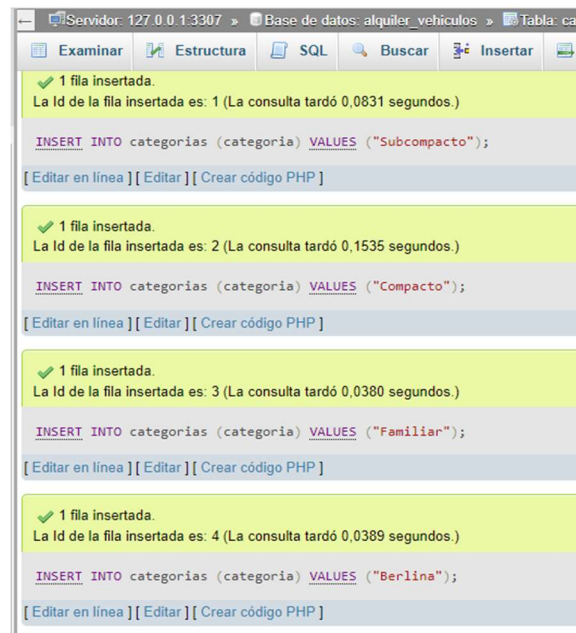 Servidor: 127.0.0.1:3307 » Base de datos: alquiler_vehiculos » Tabla: ca
Examinar Estructura SQL Buscar Insertar
1 fila insertada.
La Id de la fila insertada es: 1 (La consulta tardó 0,0831 segundos.)
INSERT INTO categorias (categoria) VALUES ("Subcompacto");
[ Editar en línea ] [ Editar ] [ Crear código PHP ]
1 fila insertada.
La Id de la fila insertada es: 2 (La consulta tardó 0,1535 segundos.)
INSERT INTO categorias (categoria) VALUES ("Compacto");
[ Editar en línea ] [ Editar ] [ Crear código PHP ]
1 fila insertada.
La Id de la fila insertada es: 3 (La consulta tardó 0,0380 segundos.)
INSERT INTO categorias (categoria) VALUES ("Familiar");
[ Editar en línea ] [ Editar ] [ Crear código PHP ]
1 fila insertada.
La Id de la fila insertada es: 4 (La consulta tardó 0,0389 segundos.)
INSERT INTO categorias (categoria) VALUES ("Berlina");
[ Editar en línea ] [ Editar ] [ Crear código PHP ]